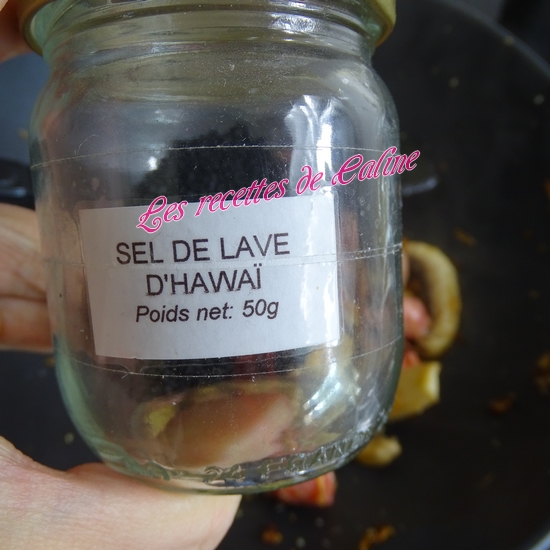 Les recettes de Caline
SEL DE LAVE
D'HAWAÏ
Poids net: 50g